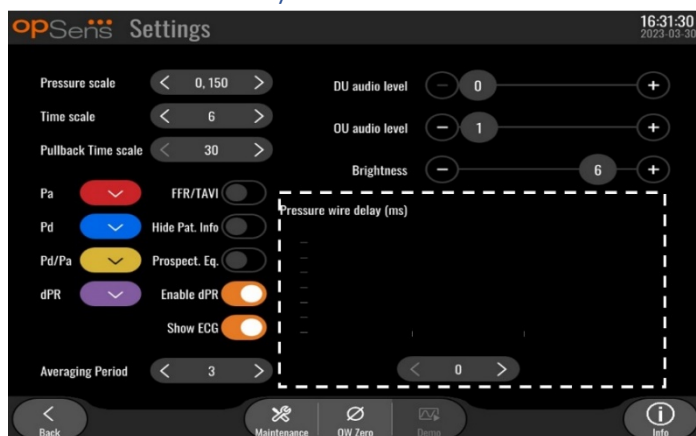 opSens Settings
16:31:30
2023-03-30
Pressure scale < 0, 150 >
Time scale < 6 >
Pullback Time scale < 30 >
DU audio level - 0 +
OU audio level - 1 +
Brightness - 6 +
Pa
Pd
Pd/Pa
dPR
FFR/TAVI
Hide Pat. Info
Prospect. Eq.
Enable dPR
Show ECG
Averaging Period < 3 >
Pressure wire delay (ms)
< 0 >
Back
Maintenance
OW Zero
Demo
Info